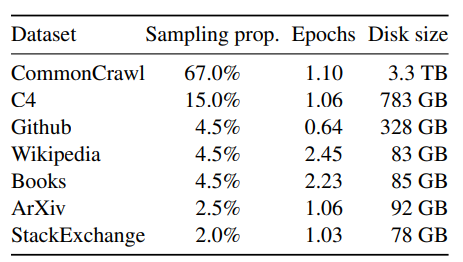 Dataset Sampling prop. Epochs Disk size
CommonCrawl 67.0% 1.10 3.3 TB
C4 15.0% 1.06 783 GB
Github 4.5% 0.64 328 GB
Wikipedia 4.5% 2.45 83 GB
Books 4.5% 2.23 85 GB
ArXiv 2.5% 1.06 92 GB
StackExchange 2.0% 1.03 78 GB